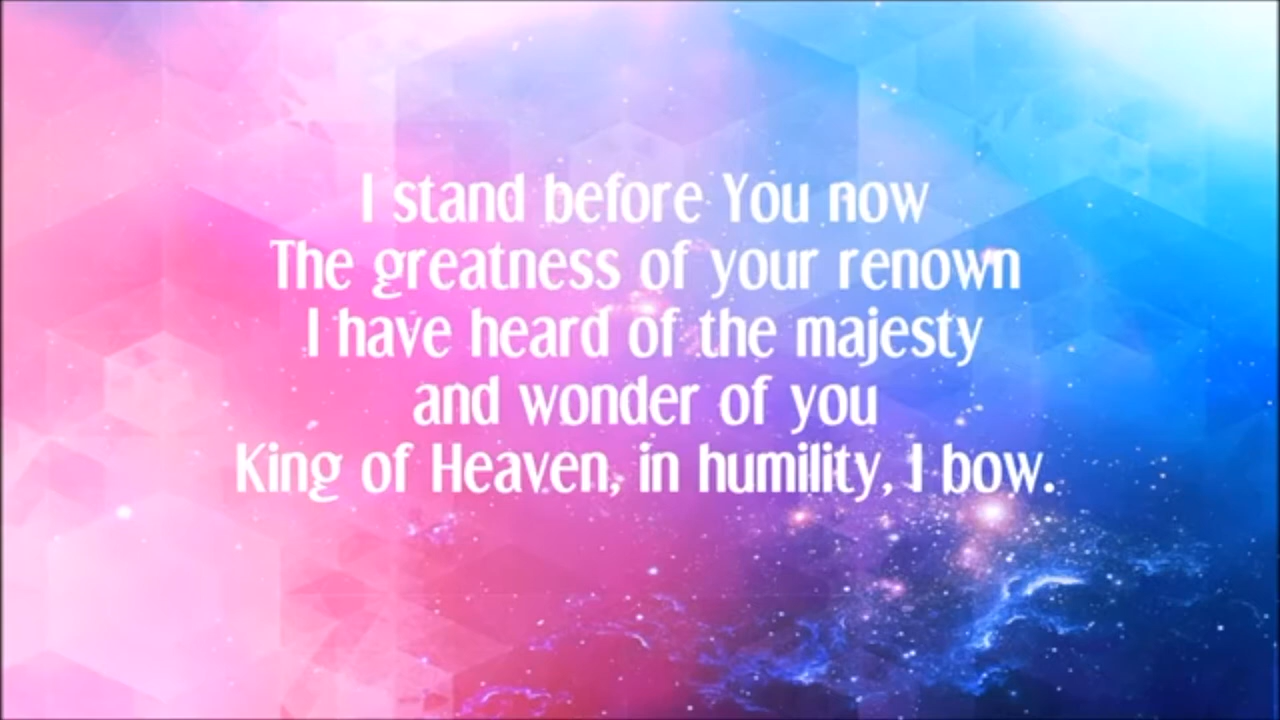 I stand before You now
The greatness of your renown
I have heard of the majesty
and wonder of you
King of Heaven, in humility, I bow.